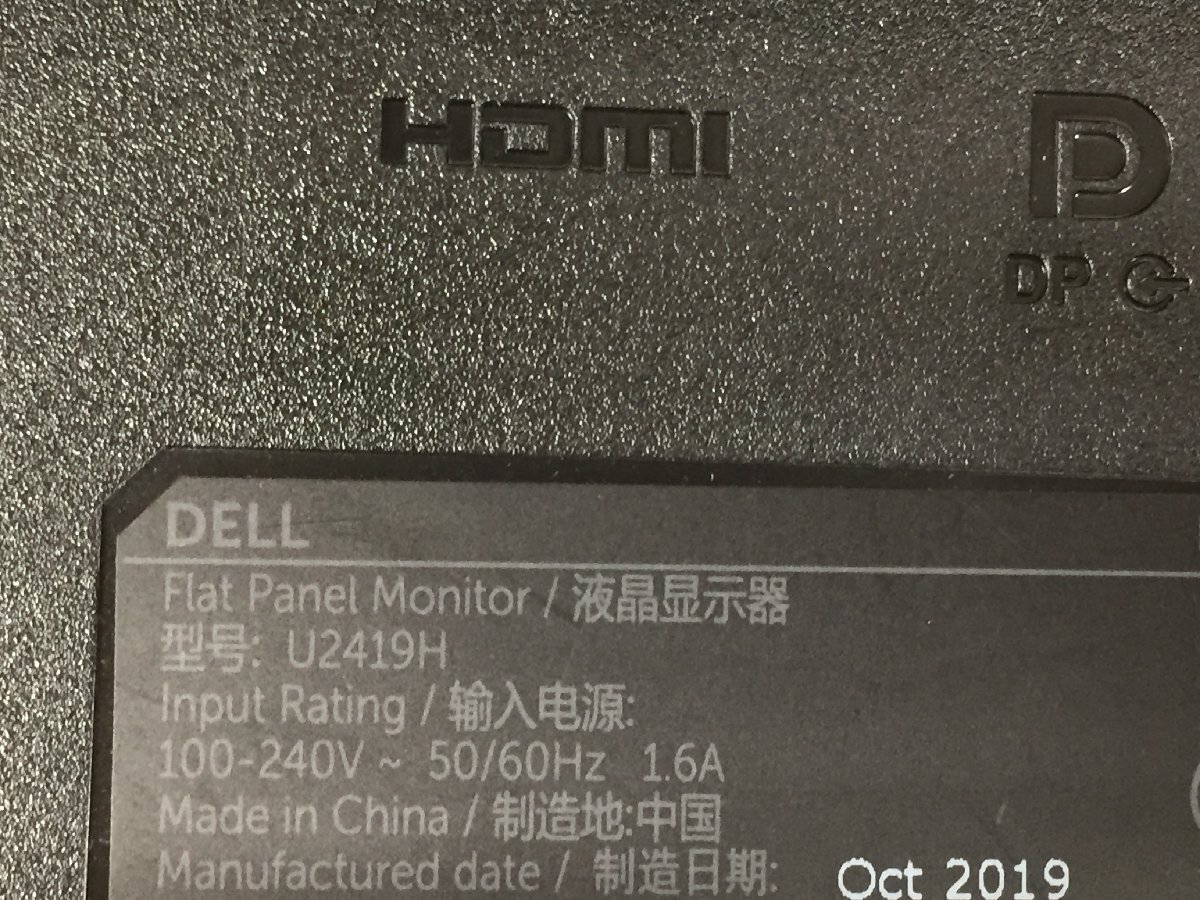 HDMI
DP
DELL
Flat Panel Monitor / 液晶显示器
型号: U2419H
Input Rating / 输入电源:
100-240V ~ 50/60Hz 1.6A
Made in China / 制造地:中国
Manufactured date / 制造日期: Oct 2019